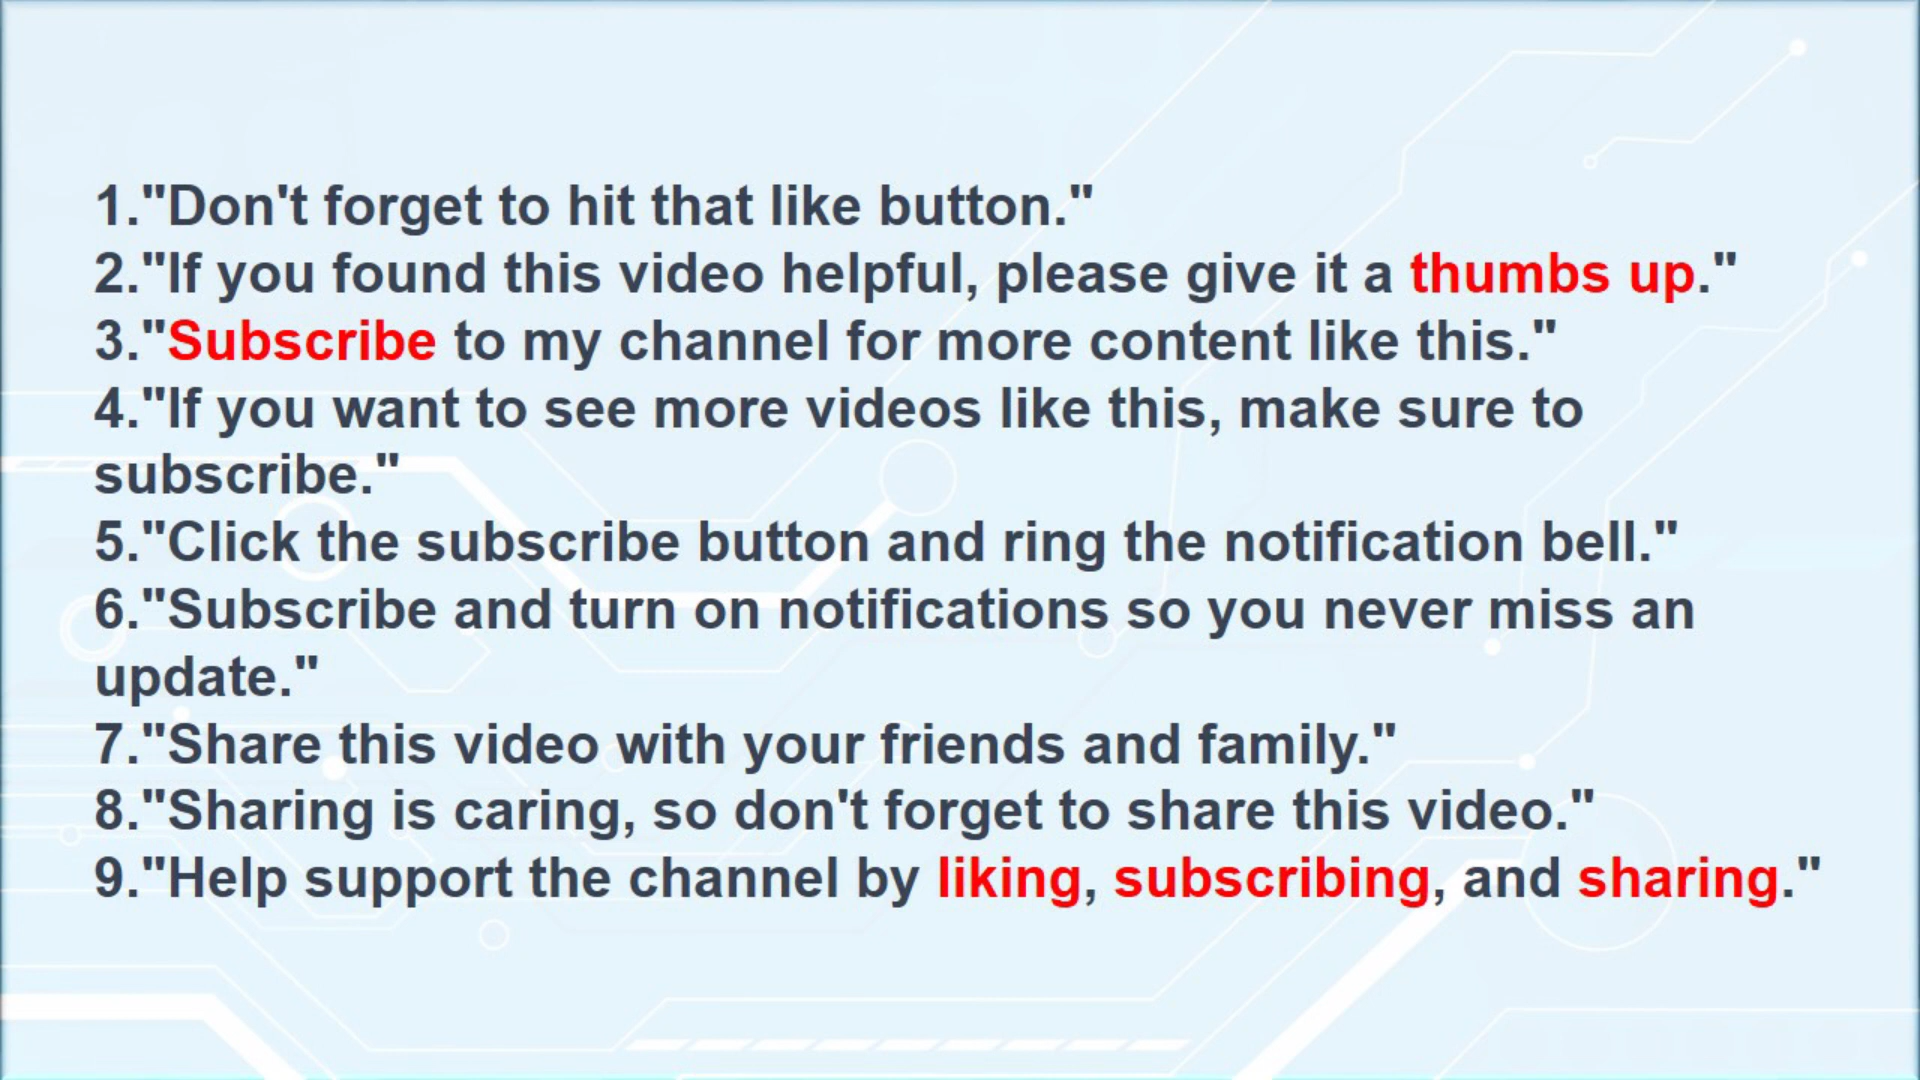 1."Don't forget to hit that like button."
2."If you found this video helpful, please give it a thumbs up."
3."Subscribe to my channel for more content like this."
4."If you want to see more videos like this, make sure to
subscribe."
5."Click the subscribe button and ring the notification bell."
6."Subscribe and turn on notifications so you never miss an
update."
7."Share this video with your friends and family."
8."Sharing is caring, so don't forget to share this video."
9."Help support the channel by liking, subscribing, and sharing."